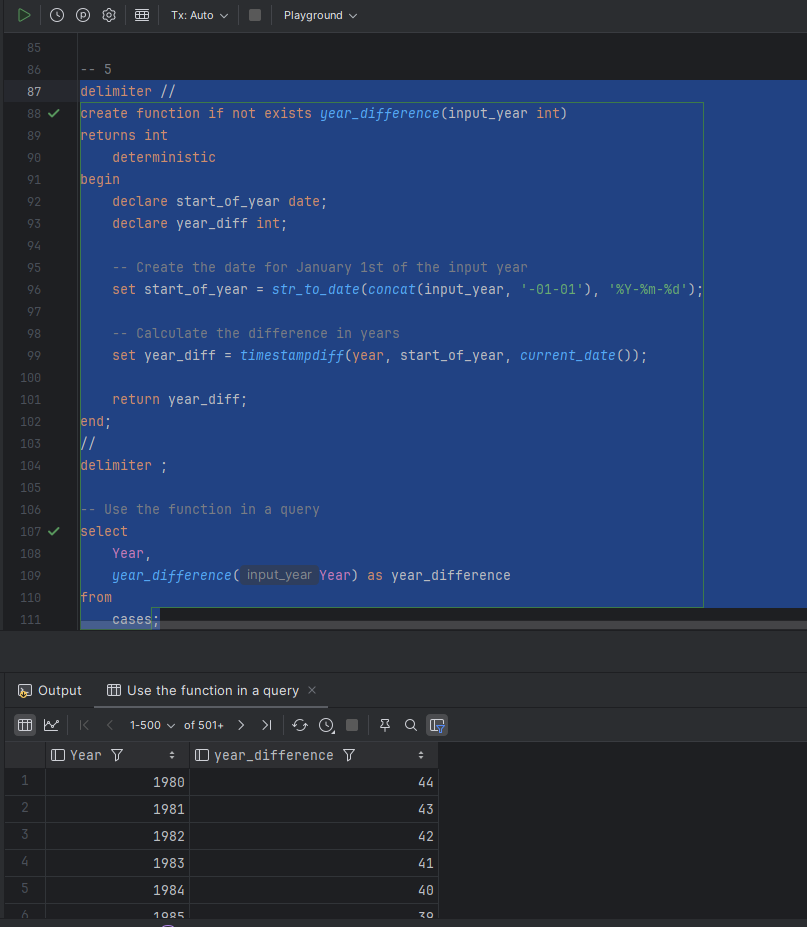 Tx: Auto Playground
85
86 -- 5
87 delimiter //
88 create function if not exists year_difference(input_year int)
89 returns int
90 deterministic
91 begin
92 declare start_of_year date;
93 declare year_diff int;
94
95 -- Create the date for January 1st of the input year
96 set start_of_year = str_to_date(concat(input_year, '-01-01'), '%Y-%m-%d');
97
98 -- Calculate the difference in years
99 set year_diff = timestampdiff(year, start_of_year, current_date());
100
101 return year_diff;
102 end;
103 //
104 delimiter ;
105
106 -- Use the function in a query
107 select
108 Year,
109 year_difference( input_year Year) as year_difference
110 from
111 cases;
Output Use the function in a query ×
1-500 of 501+
Year year_difference
1 1980 44
2 1981 43
3 1982 42
4 1983 41
5 1984 40
6 1985 39